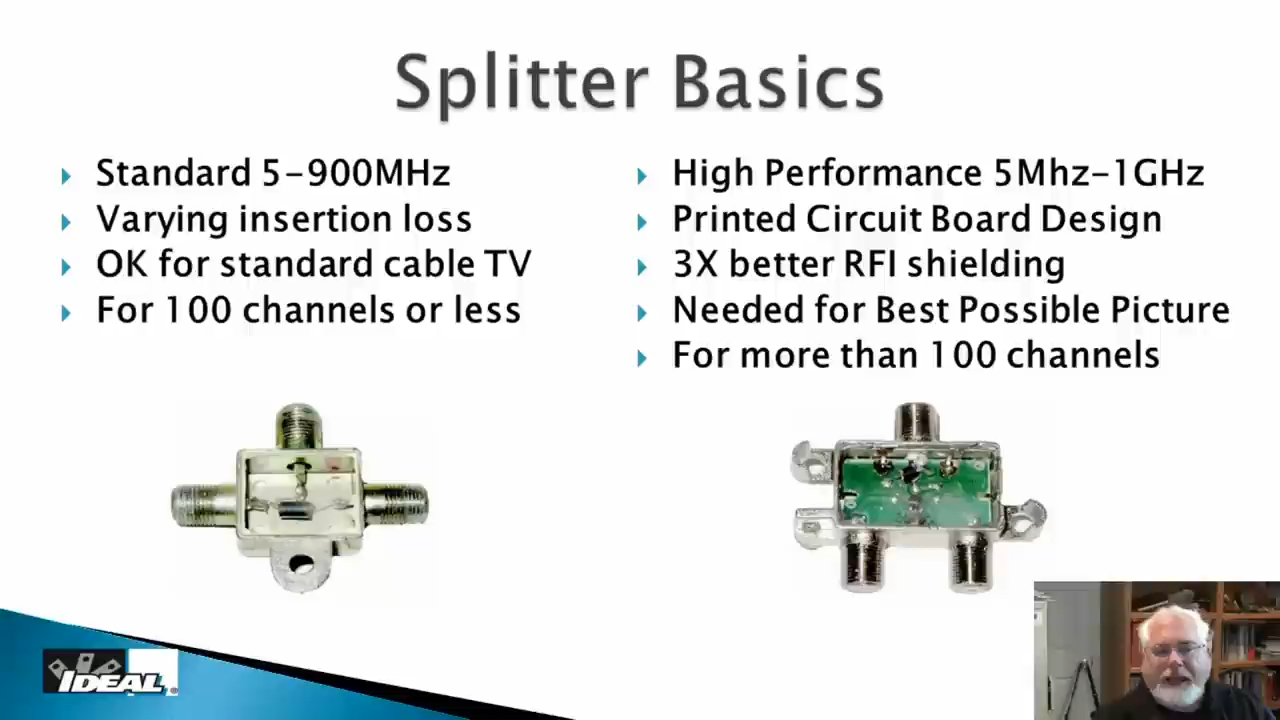 Splitter Basics
Standard 5-900MHz
Varying insertion loss
OK for standard cable TV
For 100 channels or less
High Performance 5Mhz-1GHz
Printed Circuit Board Design
3X better RFI shielding
Needed for Best Possible Picture
For more than 100 channels
IDEAL